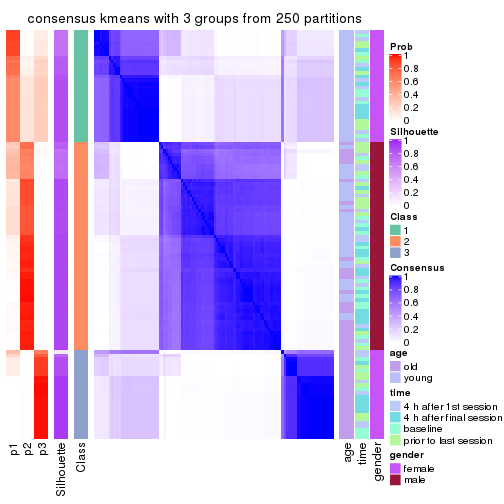 consensus kmeans with 3 groups from 250 partitions
p1
p2
p3
Silhouette
Class
age
time
gender
Prob
1
0.8
0.6
0.4
0.2
0
Silhouette
1
0.8
0.6
0.4
0.2
0
Class
1
2
3
Consensus
1
0.8
0.6
0.4
0.2
0
age
old
young
time
4 h after 1st session
4 h after final session
baseline
prior to last session
gender
female
male